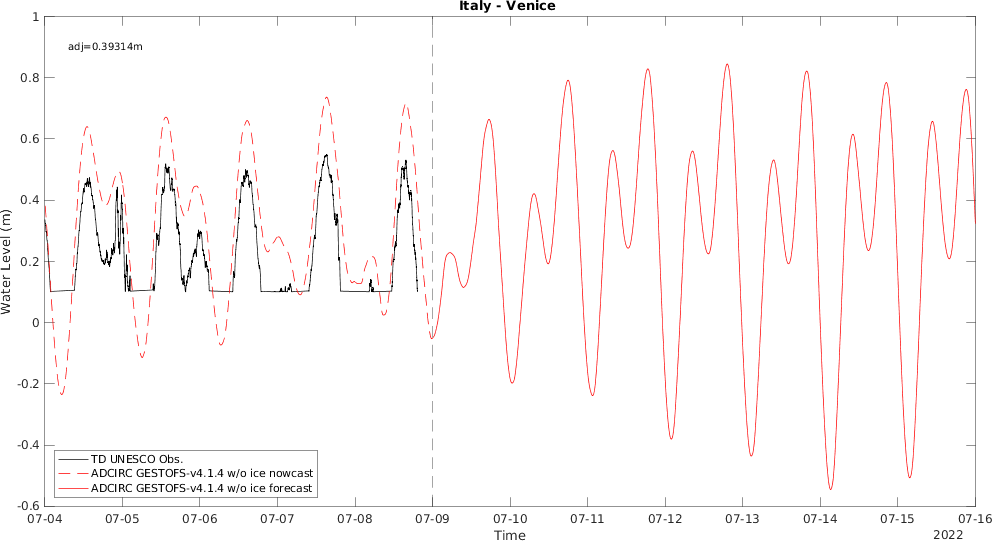 Italy - Venice
adj=0.39314m
Water Level (m)
1
0.8
0.6
0.4
0.2
0
-0.2
-0.4
-0.6
TD UNESCO Obs.
ADCIRC GESTOFS-v4.1.4 w/o ice nowcast
ADCIRC GESTOFS-v4.1.4 w/o ice forecast
07-04 07-05 07-06 07-07 07-08 07-09 07-10 07-11 07-12 07-13 07-14 07-15 07-16
Time
2022